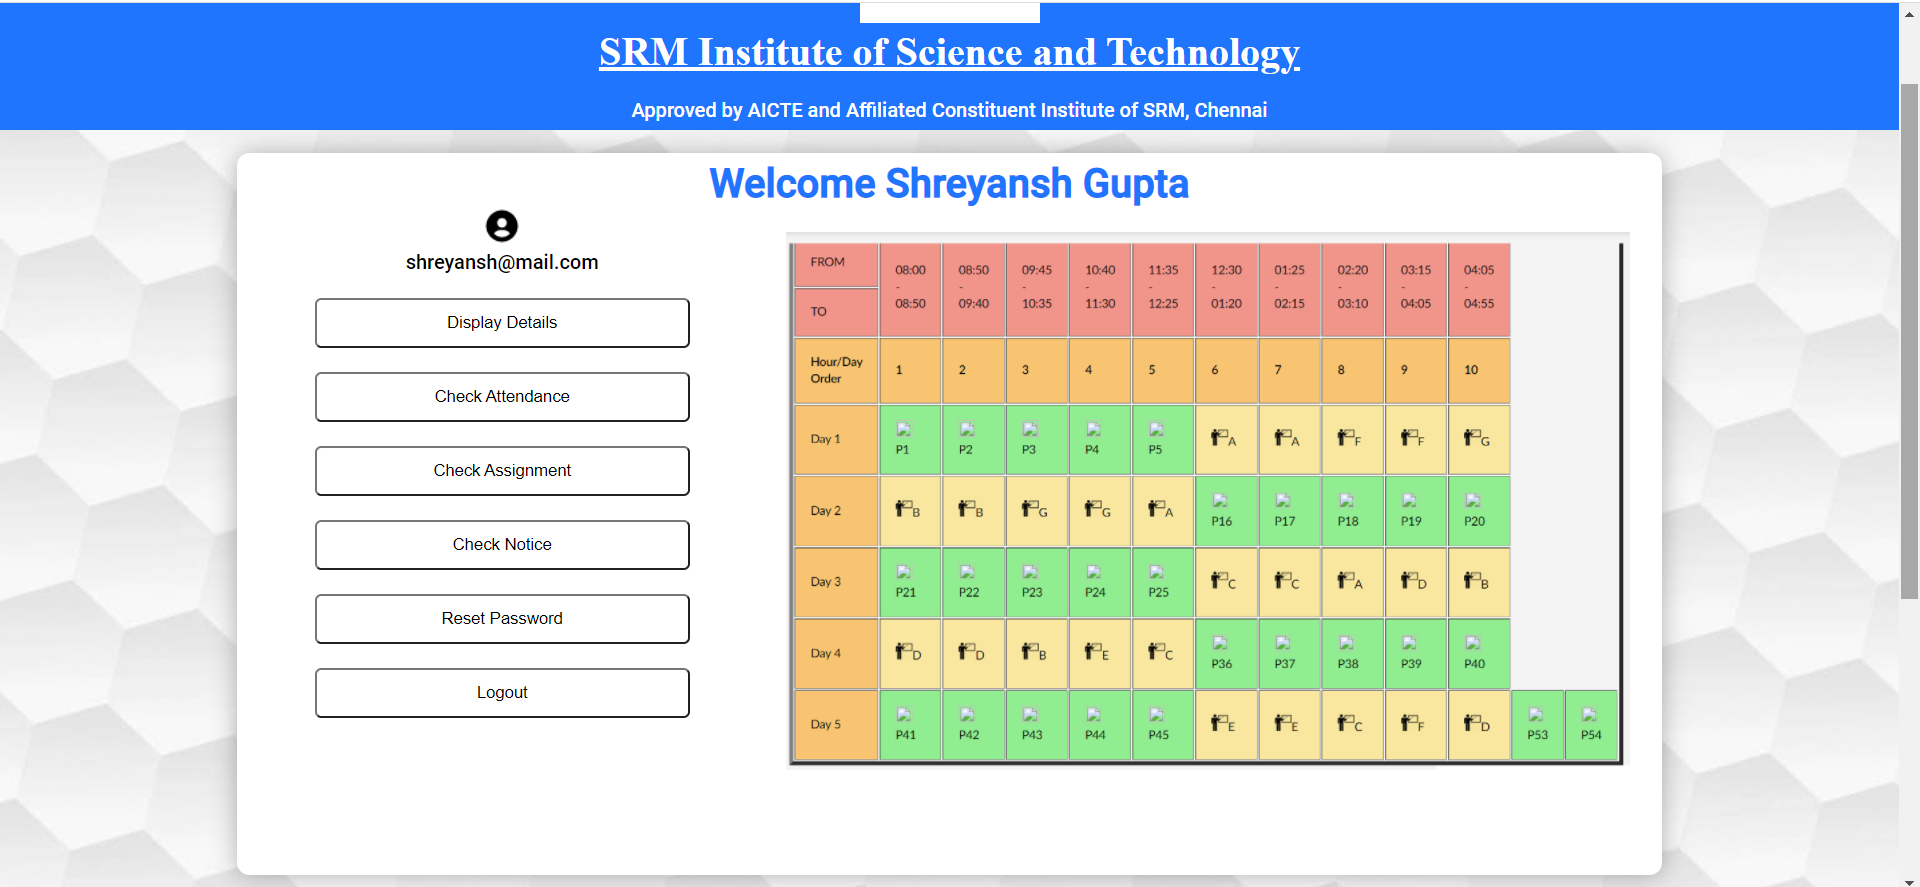 SRM Institute of Science and Technology
Approved by AICTE and Affiliated Constituent Institute of SRM, Chennai
Welcome Shreyansh Gupta
shreyansh@mail.com
Display Details
Check Attendance
Check Assignment
Check Notice
Reset Password
Logout
FROM
TO
08:00 - 08:50
08:50 - 09:40
09:45 - 10:35
10:40 - 11:30
11:35 - 12:25
12:30 - 01:20
01:25 - 02:15
02:20 - 03:10
03:15 - 04:05
04:05 - 04:55
Hour/Day Order 1 2 3 4 5 6 7 8 9 10
Day 1 P1 P2 P3 P4 P5 A A F F G
Day 2 B B G G A P16 P17 P18 P19 P20
Day 3 P21 P22 P23 P24 P25 C C A D B
Day 4 D D B E C P36 P37 P38 P39 P40
Day 5 P41 P42 P43 P44 P45 E E C F D P53 P54